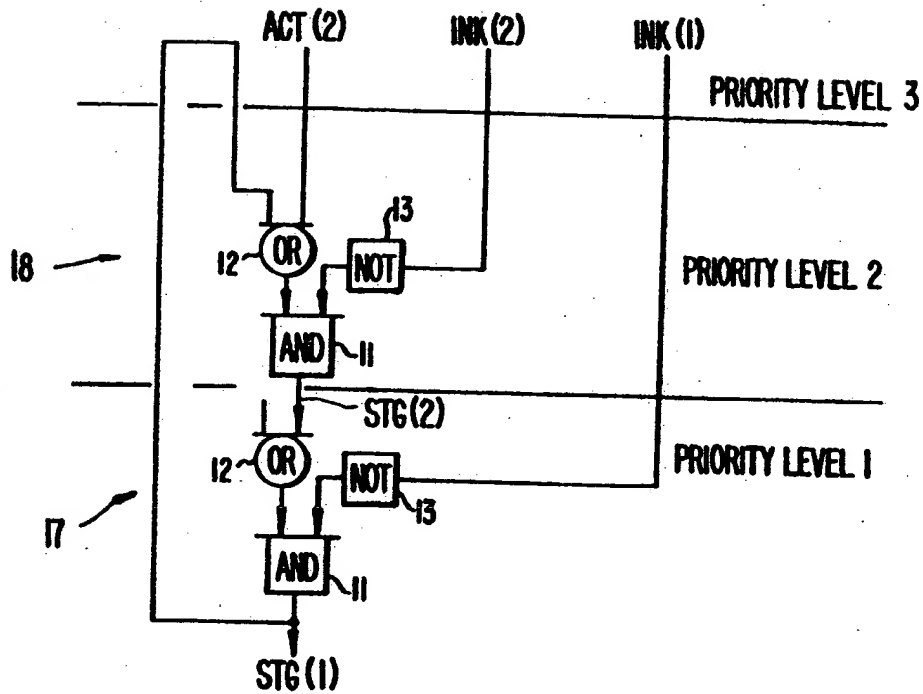 ACT(2) INK(2) INK(1)
PRIORITY LEVEL 3
18
12
OR
13
NOT
PRIORITY LEVEL 2
AND
11
STG(2)
12
OR
NOT
13
PRIORITY LEVEL 1
17
AND
11
STG(1)